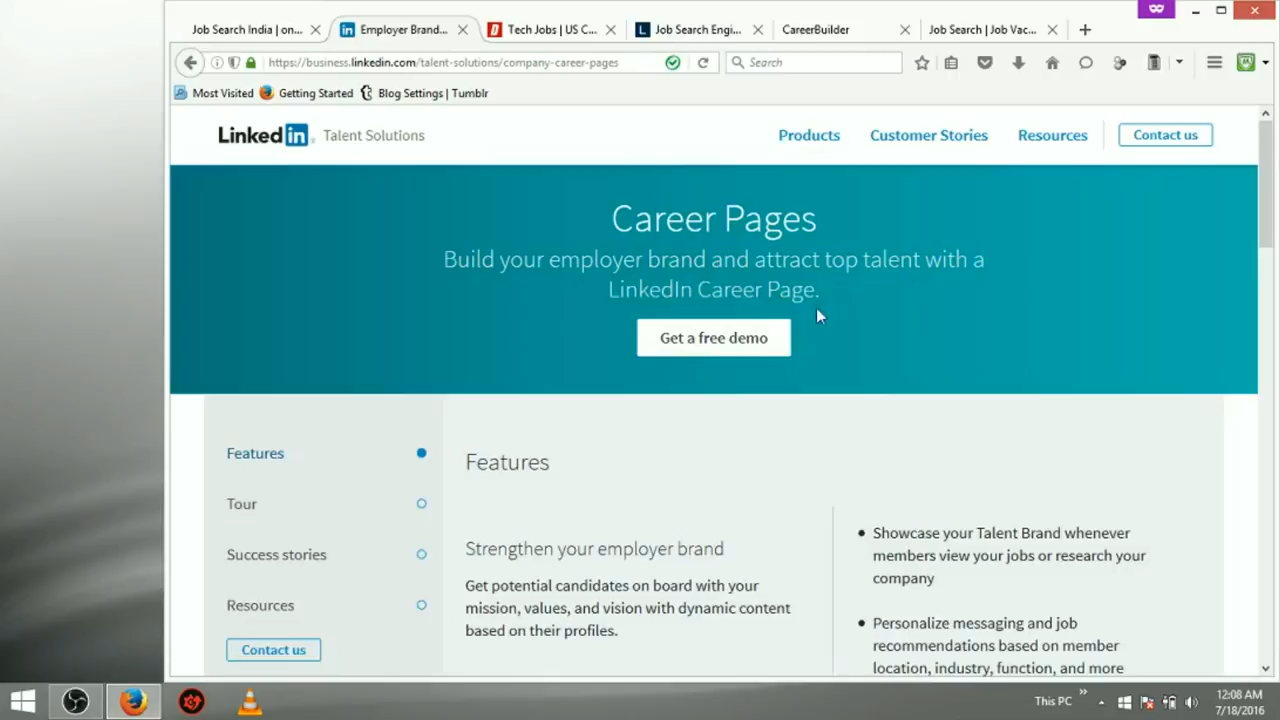 Job Search India | on...
Employer Brand...
Tech Jobs | US C...
Job Search Engi...
CareerBuilder
Job Search | Job Vac...
https://business.linkedin.com/talent-solutions/company-career-pages
Search
Most Visited
Getting Started
Blog Settings | Tumblr
Linkedin Talent Solutions
Products
Customer Stories
Resources
Contact us
Career Pages
Build your employer brand and attract top talent with a
LinkedIn Career Page.
Get a free demo
Features
Tour
Success stories
Resources
Contact us
Features
Strengthen your employer brand
Get potential candidates on board with your
mission, values, and vision with dynamic content
based on their profiles.
Showcase your Talent Brand whenever
members view your jobs or research your
company
Personalize messaging and job
recommendations based on member
location, industry, function, and more
This PC
12:08 AM
7/18/2016